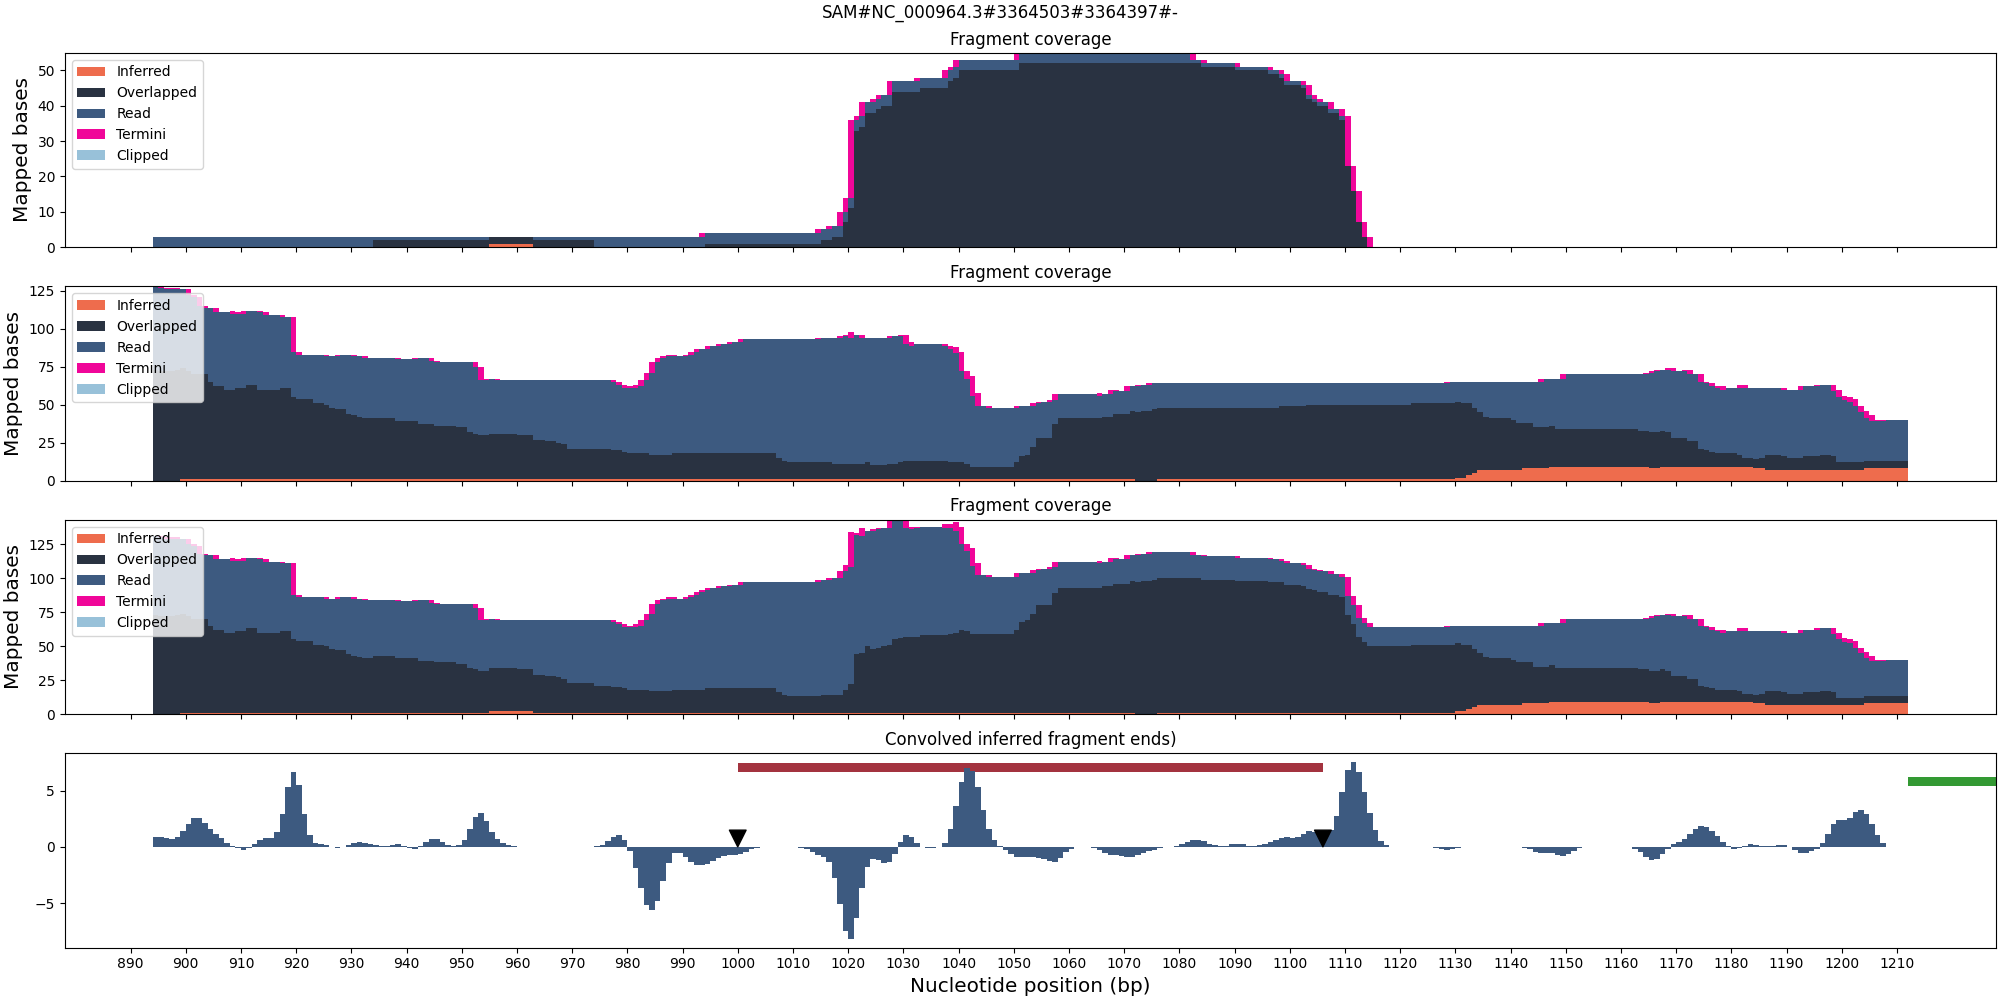 SAM#NC_000964.3#3364503#3364397#-
Fragment coverage
Mapped bases
50
40
30
20
10
0
Inferred
Overlapped
Read
Termini
Clipped
Fragment coverage
Mapped bases
125
100
75
50
25
0
Inferred
Overlapped
Read
Termini
Clipped
Fragment coverage
Mapped bases
125
100
75
50
25
0
Inferred
Overlapped
Read
Termini
Clipped
Convolved inferred fragment ends)
5
0
−5
890 900 910 920 930 940 950 960 970 980 990 1000 1010 1020 1030 1040 1050 1060 1070 1080 1090 1100 1110 1120 1130 1140 1150 1160 1170 1180 1190 1200 1210
Nucleotide position (bp)